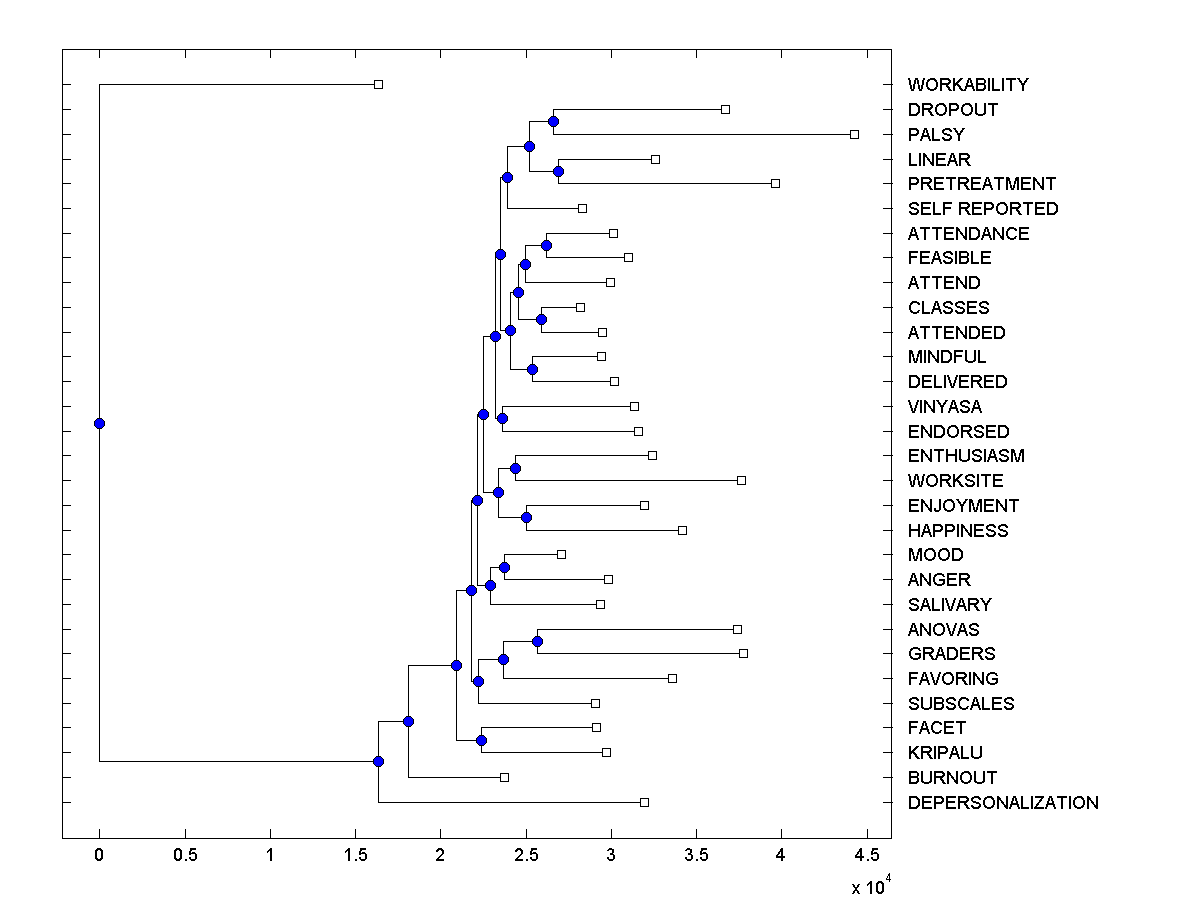 WORKABILITY
DROPOUT
PALSY
LINEAR
PRETREATMENT
SELF REPORTED
ATTENDANCE
FEASIBLE
ATTEND
CLASSES
ATTENDED
MINDFUL
DELIVERED
VINYASA
ENDORSED
ENTHUSIASM
WORKSITE
ENJOYMENT
HAPPINESS
MOOD
ANGER
SALIVARY
ANOVAS
GRADERS
FAVORING
SUBSCALES
FACET
KRIPALU
BURNOUT
DEPERSONALIZATION
0 0.5 1 1.5 2 2.5 3 3.5 4 4.5
x 10^4